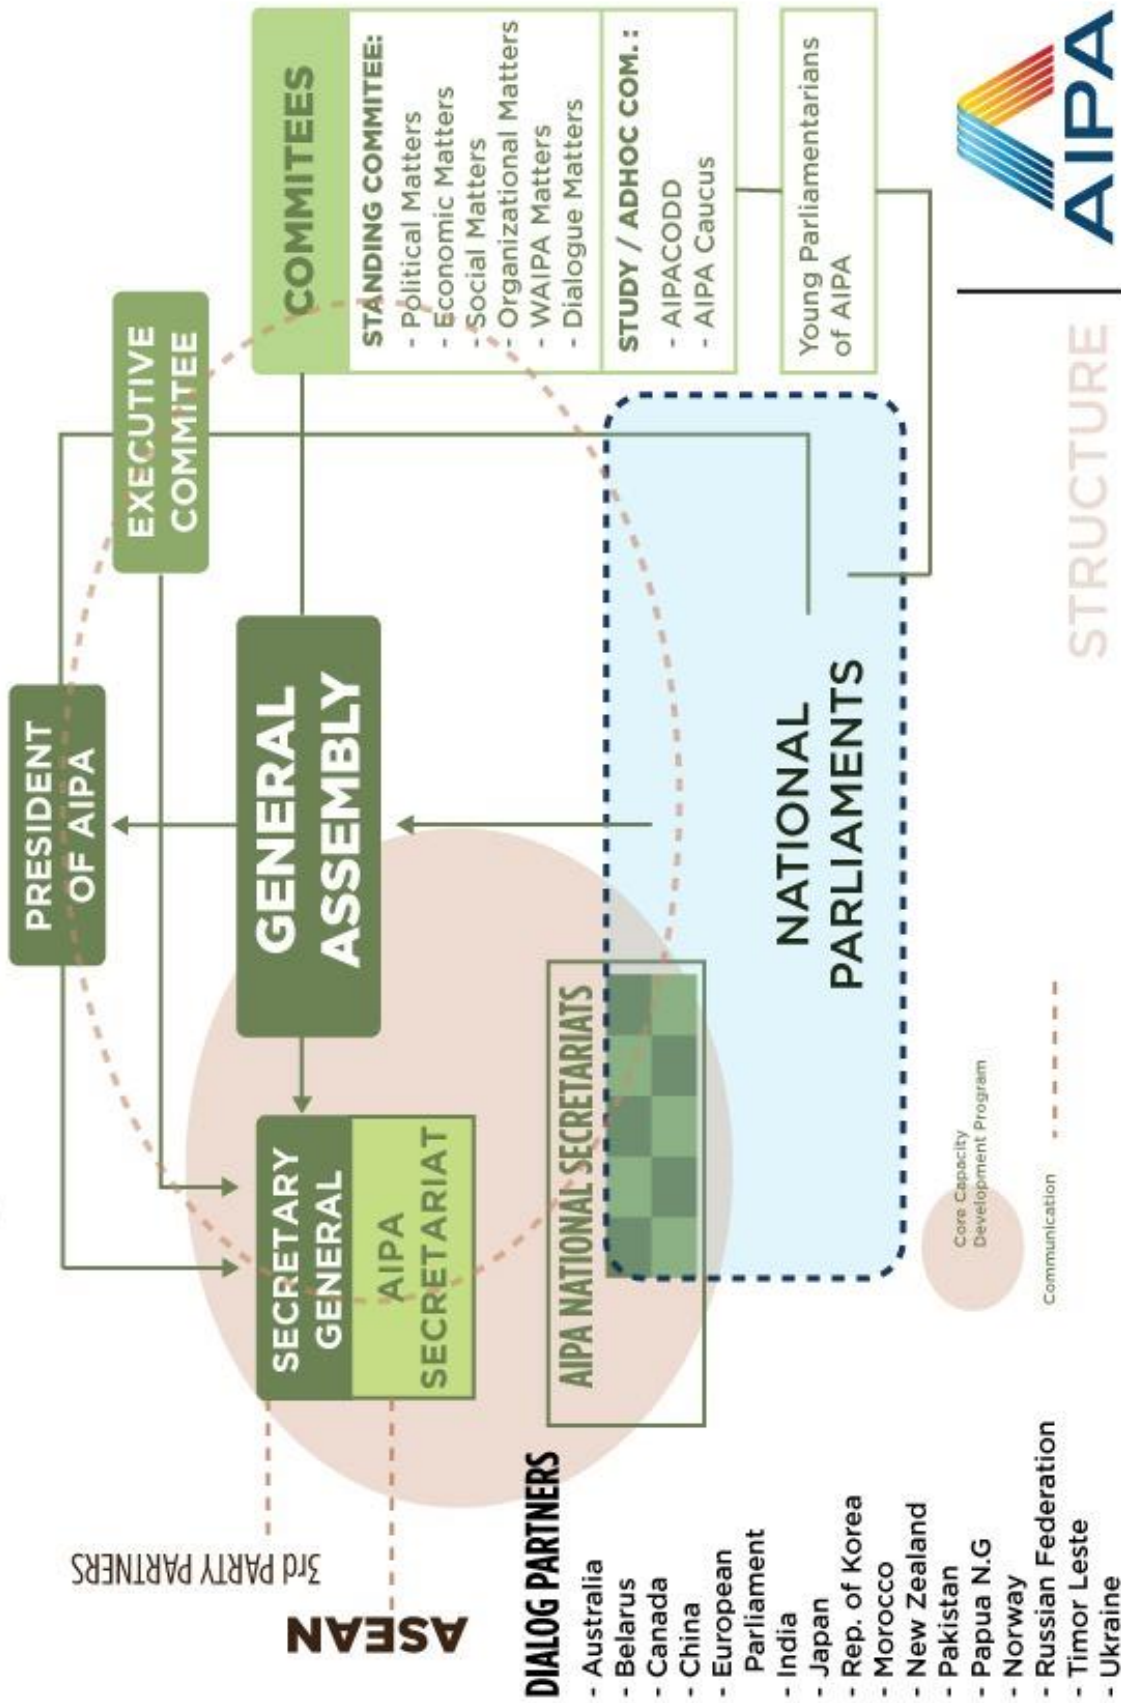 PRESIDENT
OF AIPA
EXECUTIVE
COMMITEE
3rd PARTY PARTNERS
ASEAN
SECRETARY
GENERAL
AIPA
SECRETARIAT
GENERAL
ASSEMBLY
COMMITEES
STANDING COMMITEE:
- Political Matters
- Economic Matters
- Social Matters
- Organizational Matters
- WAIPA Matters
- Dialogue Matters
STUDY / ADHOC COM. :
- AIPACODD
- AIPA Caucus
Young Parliamentarians
of AIPA
DIALOG PARTNERS
- Australia
- Belarus
- Canada
- China
- European
Parliament
- India
- Japan
- Rep. of Korea
- Morocco
- New Zealand
- Pakistan
- Papua N.G
- Norway
- Russian Federation
- Timor Leste
- Ukraine
AIPA NATIONAL SECRETARIATS
NATIONAL
PARLIAMENTS
Core Capacity
Development Program
Communication
STRUCTURE
AIPA